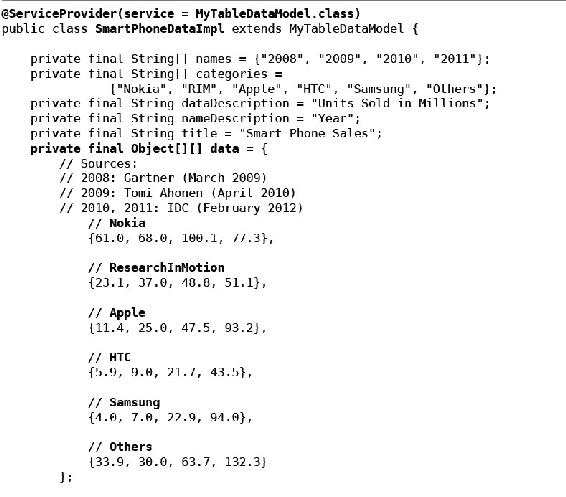 @ServiceProvider(service = MyTableDataModel.class)
public class SmartPhoneDataImpl extends MyTableDataModel {
private final String[] names = {"2008", "2009", "2010", "2011"};
private final String[] categories =
{"Nokia", "RIM", "Apple", "HTC", "Samsung", "Others"};
private final String dataDescription = "Units Sold in Millions";
private final String nameDescription = "Year";
private final String title = "Smart Phone Sales";
private final Object[][] data = {
// Sources:
// 2008: Gartner (March 2009)
// 2009: Tomi Ahonen (April 2010)
// 2010, 2011: IDC (February 2012)
// Nokia
{61.0, 68.0, 100.1, 77.3},
// ResearchInMotion
{23.1, 37.0, 48.8, 51.1},
// Apple
{11.4, 25.0, 47.5, 93.2},
// HTC
{5.9, 9.0, 21.7, 43.5},
// Samsung
{4.0, 7.0, 22.9, 94.0},
// Others
{33.9, 30.0, 63.7, 132.3}
};